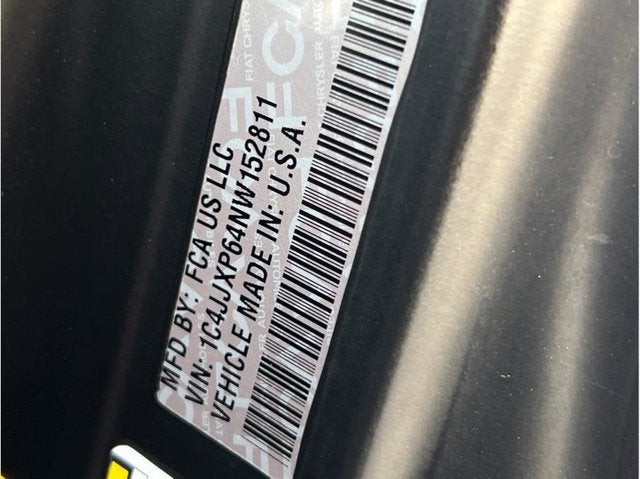 MFD BY: FCA US LLC
VIN: 1C4JJXP64NW152811
VEHICLE MADE IN: U.S.A.